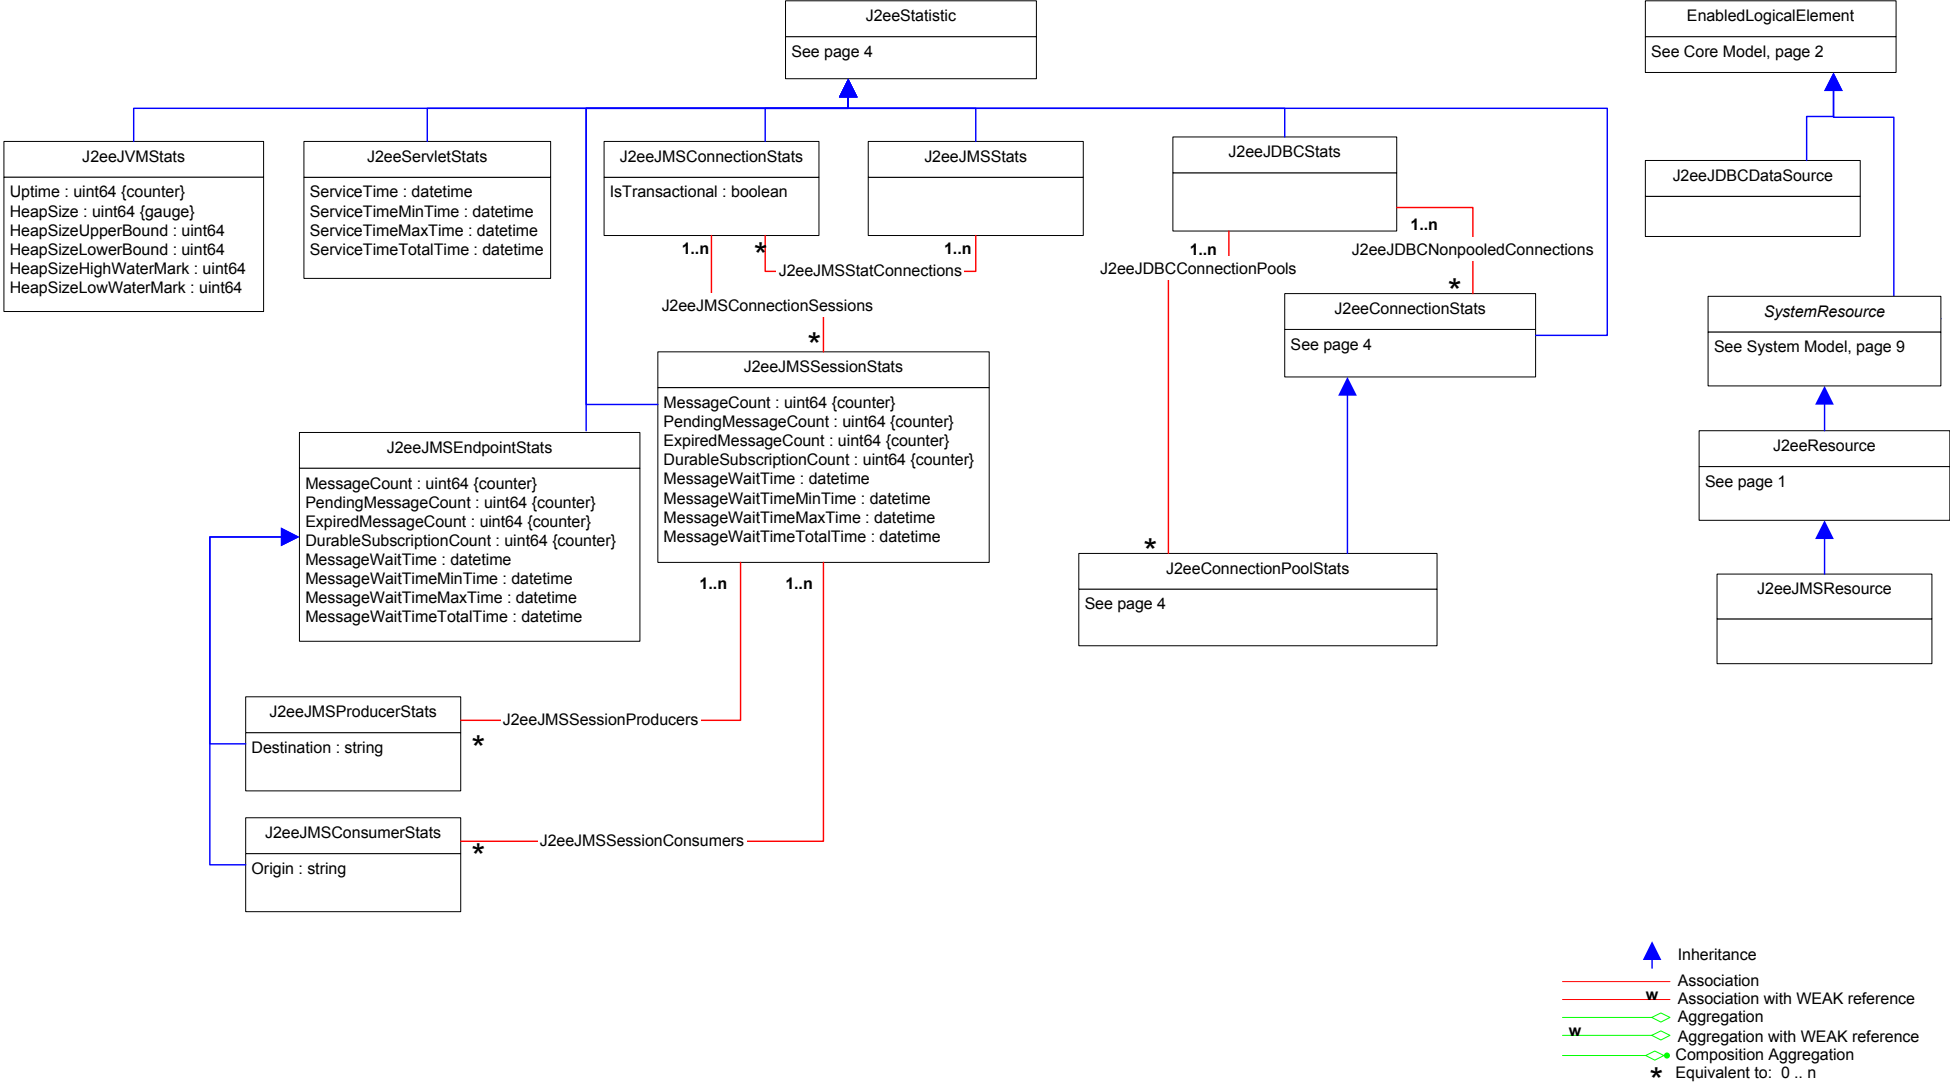 J2eeStatistic
See page 4
EnabledLogicalElement
See Core Model, page 2
J2eeJVMStats
Uptime : uint64 {counter}
HeapSize : uint64 {gauge}
HeapSizeUpperBound : uint64
HeapSizeLowerBound : uint64
HeapSizeHighWaterMark : uint64
HeapSizeLowWaterMark : uint64
J2eeServletStats
ServiceTime : datetime
ServiceTimeMinTime : datetime
ServiceTimeMaxTime : datetime
ServiceTimeTotalTime : datetime
J2eeJMSConnectionStats
IsTransactional : boolean
J2eeJMSStats
J2eeJDBCStats
J2eeJDBCDataSource
1..n
*
J2eeJMSStatConnections
1..n
J2eeJMSConnectionSessions
*
1..n
J2eeJDBCConnectionPools
*
1..n
J2eeJDBCNonpooledConnections
*
J2eeConnectionStats
See page 4
SystemResource
See System Model, page 9
J2eeJMSSessionStats
MessageCount : uint64 {counter}
PendingMessageCount : uint64 {counter}
ExpiredMessageCount : uint64 {counter}
DurableSubscriptionCount : uint64 {counter}
MessageWaitTime : datetime
MessageWaitTimeMinTime : datetime
MessageWaitTimeMaxTime : datetime
MessageWaitTimeTotalTime : datetime
J2eeJMSEndpointStats
MessageCount : uint64 {counter}
PendingMessageCount : uint64 {counter}
ExpiredMessageCount : uint64 {counter}
DurableSubscriptionCount : uint64 {counter}
MessageWaitTime : datetime
MessageWaitTimeMinTime : datetime
MessageWaitTimeMaxTime : datetime
MessageWaitTimeTotalTime : datetime
J2eeResource
See page 1
J2eeConnectionPoolStats
See page 4
J2eeJMSResource
1..n
1..n
J2eeJMSProducerStats
Destination : string
J2eeJMSSessionProducers
*
J2eeJMSConsumerStats
Origin : string
J2eeJMSSessionConsumers
*
Inheritance
Association
w Association with WEAK reference
Aggregation
w Aggregation with WEAK reference
Composition Aggregation
* Equivalent to: 0 .. n